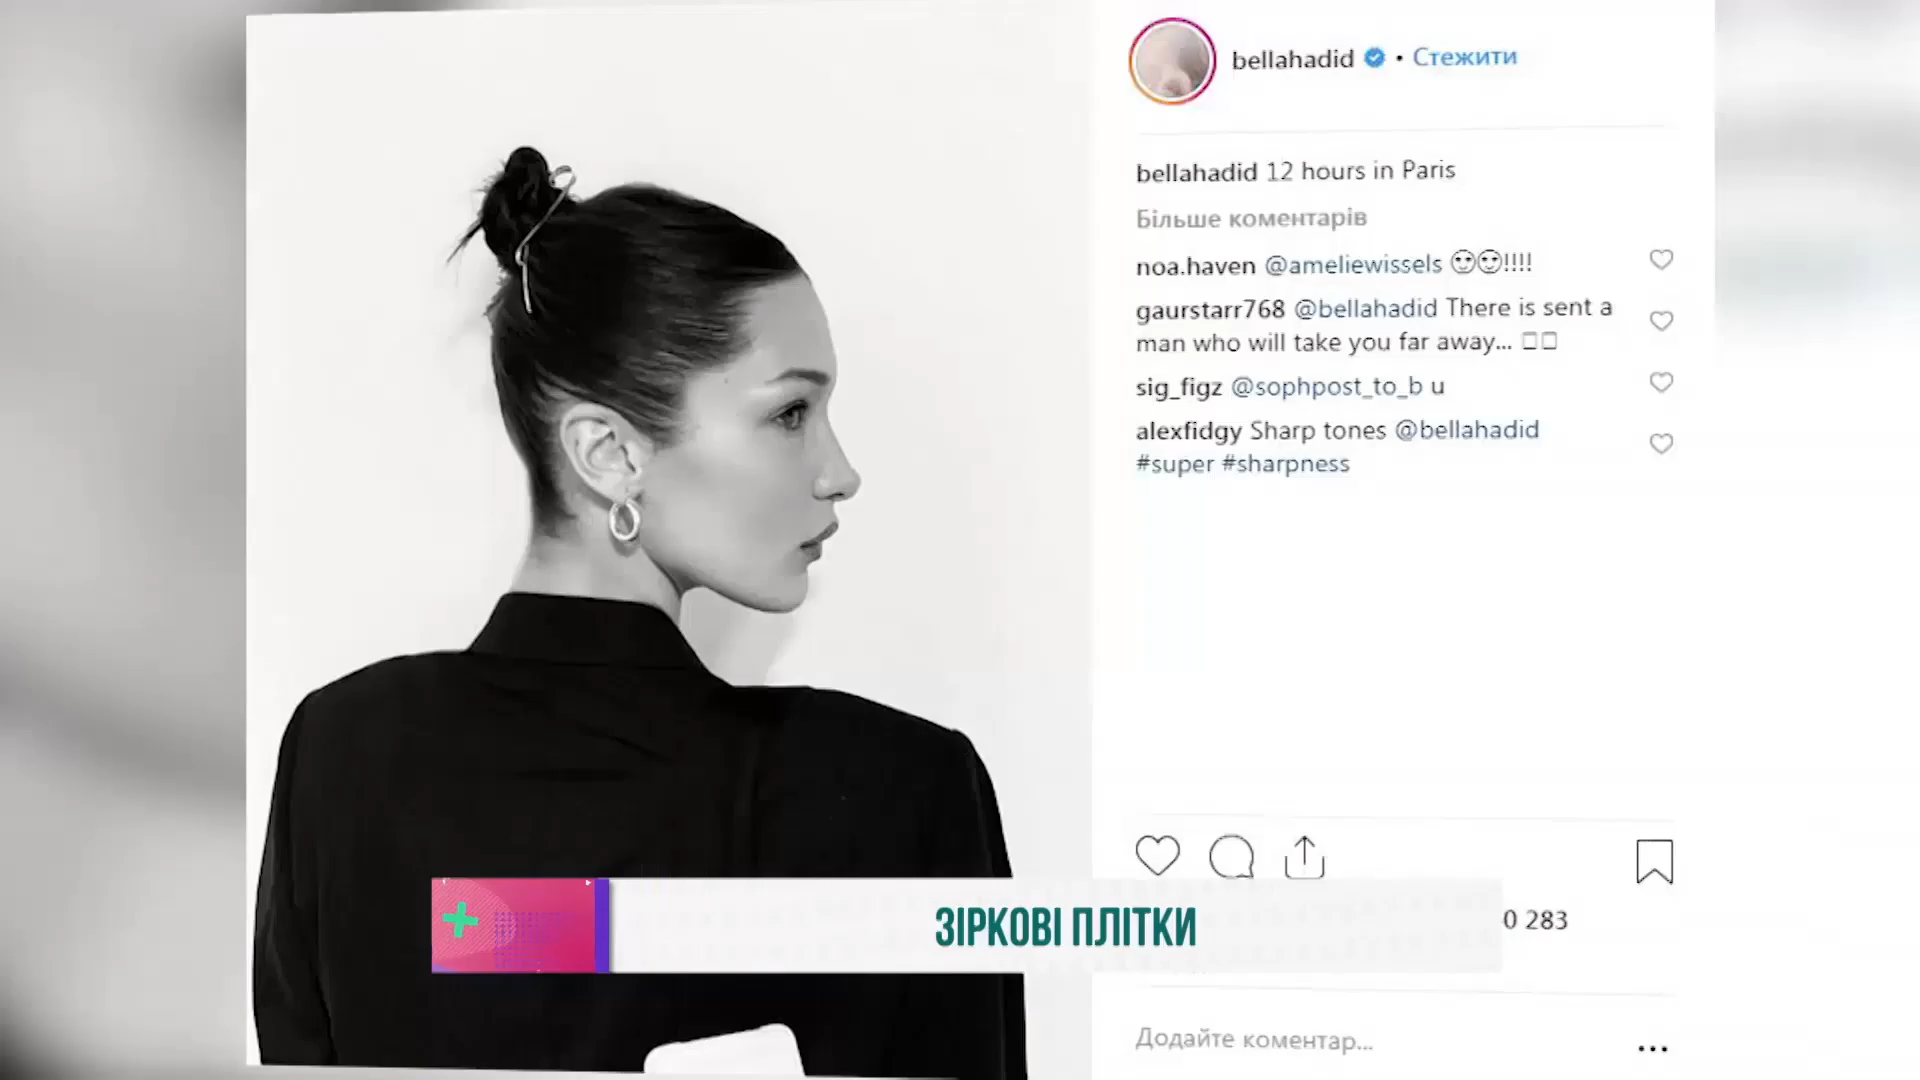 bellahadid • Стежити
bellahadid 12 hours in Paris
Більше коментарів
noa.haven @ameliewissels 😍😍!!!!
gaurstarr768 @bellahadid There is sent a
man who will take you far away... □□
sig_figz @sophpost_to_b u
alexfidgy Sharp tones @bellahadid
#super #sharpness
0 283
ЗІРКОВІ ПЛІТКИ
Додайте коментар...